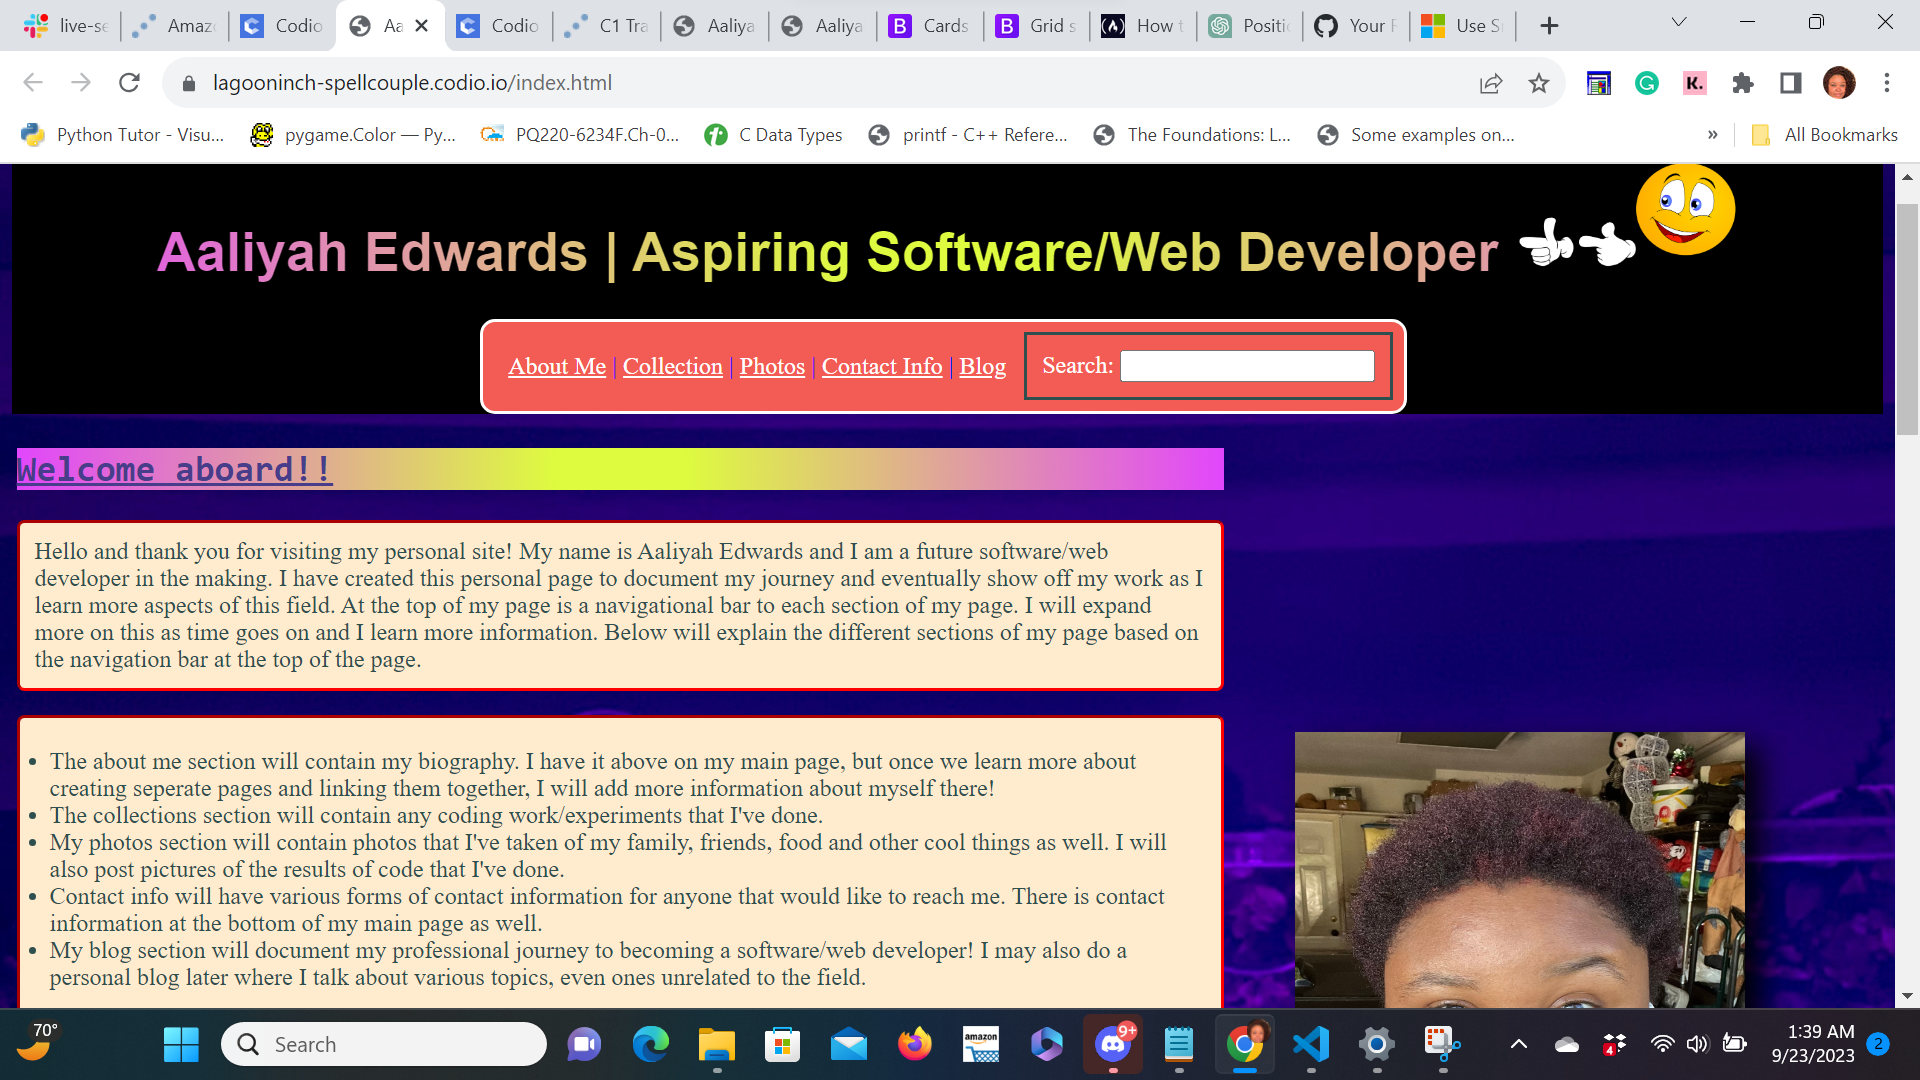 live-se
Amazo
Codio
Aa
Codio
C1 Tra
Aaliya
Aaliya
Cards
Grid s
How t
Positio
Your R
Use Sn
lagooninch-spellcouple.codio.io/index.html
Python Tutor - Visu...
pygame.Color — Py...
PQ220-6234F.Ch-0...
C Data Types
printf - C++ Refere...
The Foundations: L...
Some examples on...
»
All Bookmarks
Aaliyah Edwards | Aspiring Software/Web Developer
About Me | Collection | Photos | Contact Info | Blog
Search:
Welcome aboard!!
Hello and thank you for visiting my personal site! My name is Aaliyah Edwards and I am a future software/web
developer in the making. I have created this personal page to document my journey and eventually show off my work as I
learn more aspects of this field. At the top of my page is a navigational bar to each section of my page. I will expand
more on this as time goes on and I learn more information. Below will explain the different sections of my page based on
the navigation bar at the top of the page.
• The about me section will contain my biography. I have it above on my main page, but once we learn more about
creating seperate pages and linking them together, I will add more information about myself there!
• The collections section will contain any coding work/experiments that I've done.
• My photos section will contain photos that I've taken of my family, friends, food and other cool things as well. I will
also post pictures of the results of code that I've done.
• Contact info will have various forms of contact information for anyone that would like to reach me. There is contact
information at the bottom of my main page as well.
• My blog section will document my professional journey to becoming a software/web developer! I may also do a
personal blog later where I talk about various topics, even ones unrelated to the field.
70°
Search
amazon
9+
4
1:39 AM
9/23/2023
2